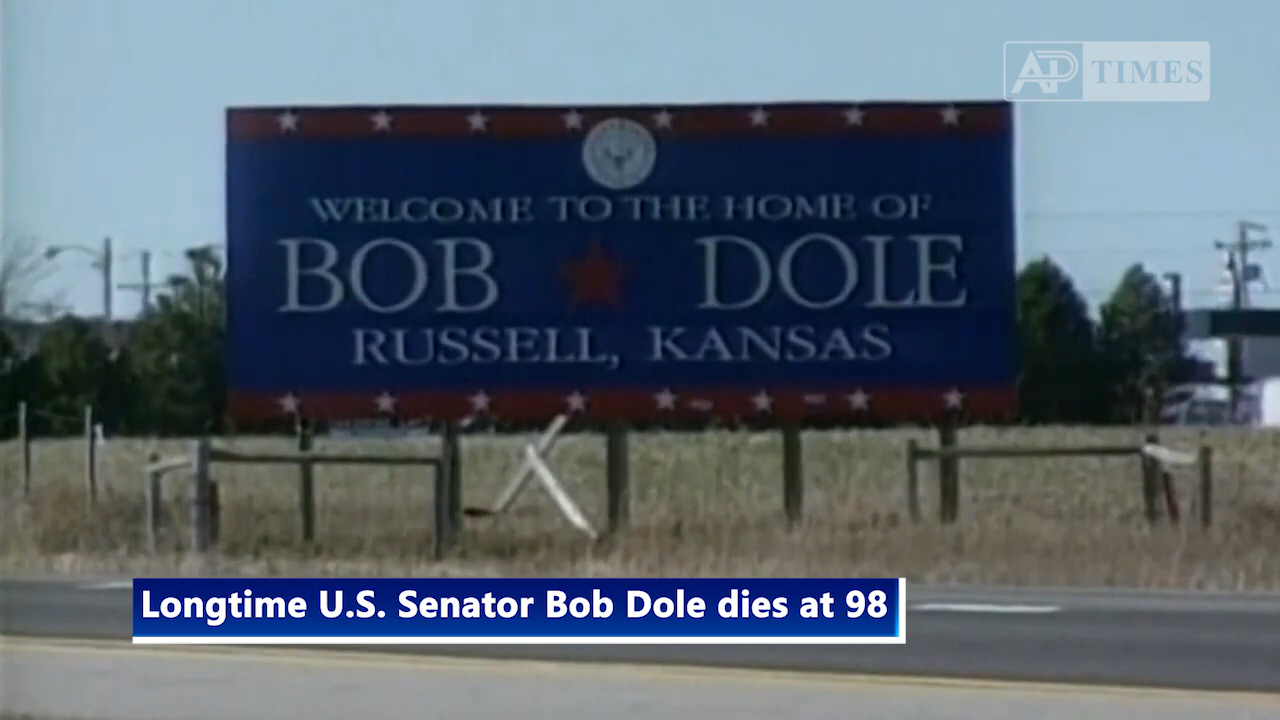 AP TIMES
WELCOME TO THE HOME OF
BOB DOLE
RUSSELL, KANSAS
Longtime U.S. Senator Bob Dole dies at 98